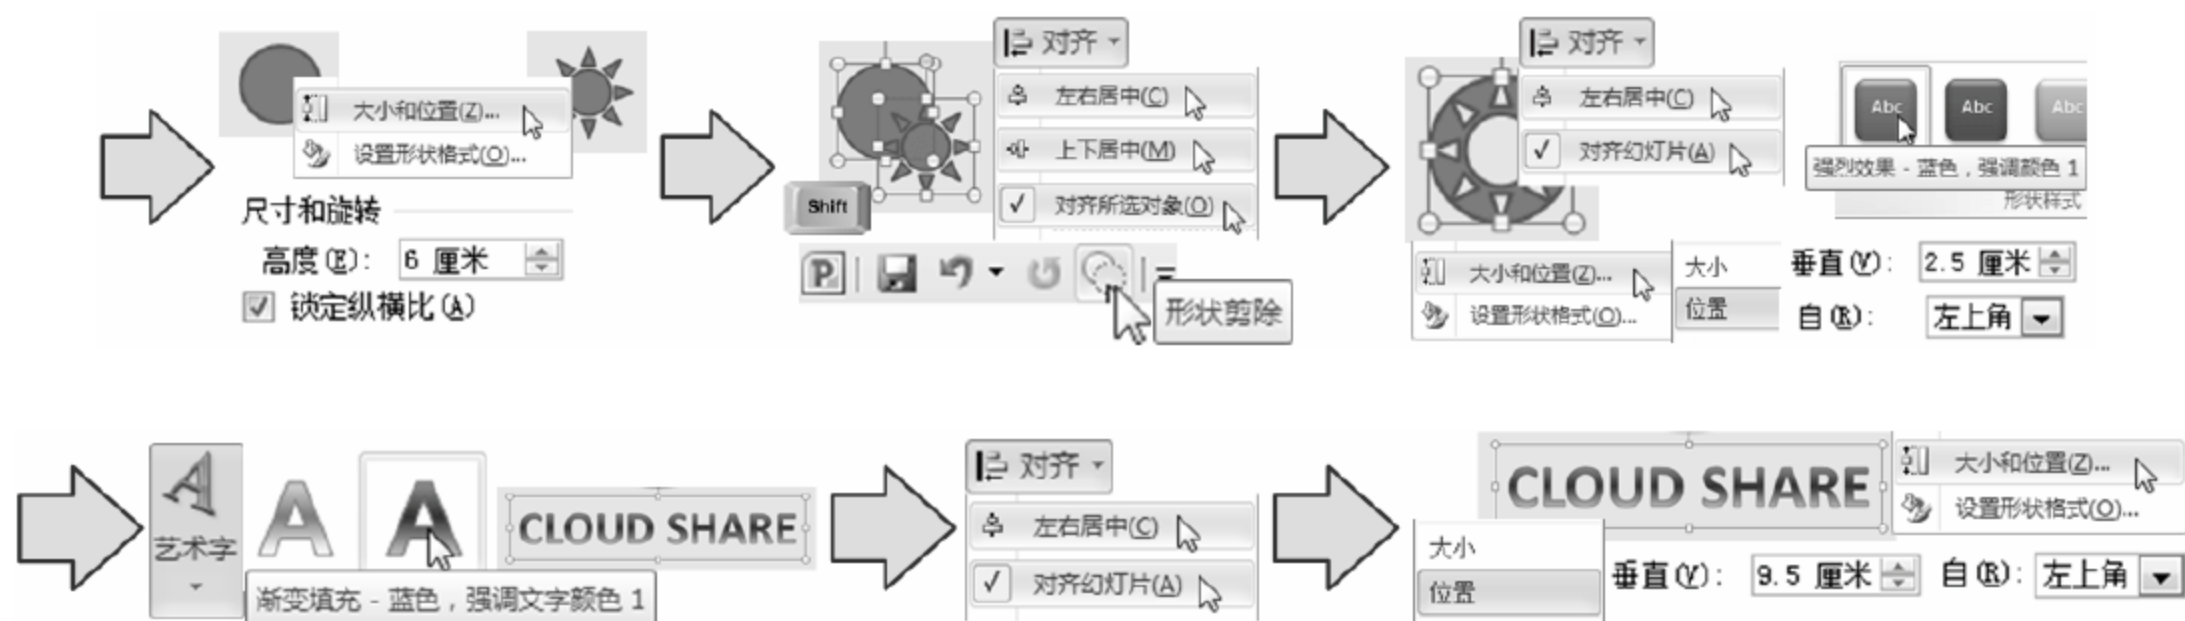 大小和位置(Z)...
设置形状格式(O)...
尺寸和旋转
高度(E): 6 厘米
锁定纵横比(A)
对齐
左右居中(C)
上下居中(M)
对齐所选对象(O)
Shift
形状剪除
对齐
左右居中(C)
对齐幻灯片(A)
大小和位置(Z)...
设置形状格式(O)...
大小
位置
Abc Abc Abc
强烈效果 - 蓝色，强调颜色 1
形状样式
垂直(V): 2.5 厘米
自(R): 左上角
艺术字
渐变填充 - 蓝色，强调文字颜色 1
CLOUD SHARE
对齐
左右居中(C)
对齐幻灯片(A)
CLOUD SHARE
大小和位置(Z)...
设置形状格式(O)...
大小
位置
垂直(V): 9.5 厘米 自(R): 左上角